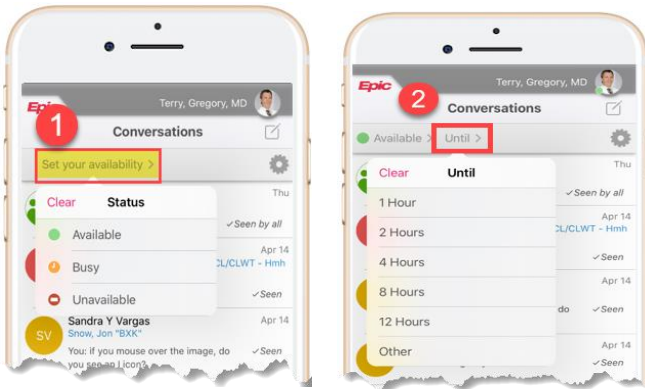 Epic
Terry, Gregory, MD
1
Conversations
Set your availability >
Thu
Clear Status
✓Seen by all
Available
Apr 14
CL/CLWT - Hmh
Busy
Unavailable
✓Seen
Sandra Y Vargas
Apr 14
SV
Snow, Jon "BXK"
You: if you mouse over the image, do
✓Seen
you see an I icon?
Epic
Terry, Gregory, MD
2
Conversations
Available > Until >
Thu
Clear Until
✓Seen by all
1 Hour
Apr 14
2 Hours
CL/CLWT - Hmh
4 Hours
✓Seen
Apr 14
8 Hours
do ✓Seen
12 Hours
Apr 14
Other
✓Seen